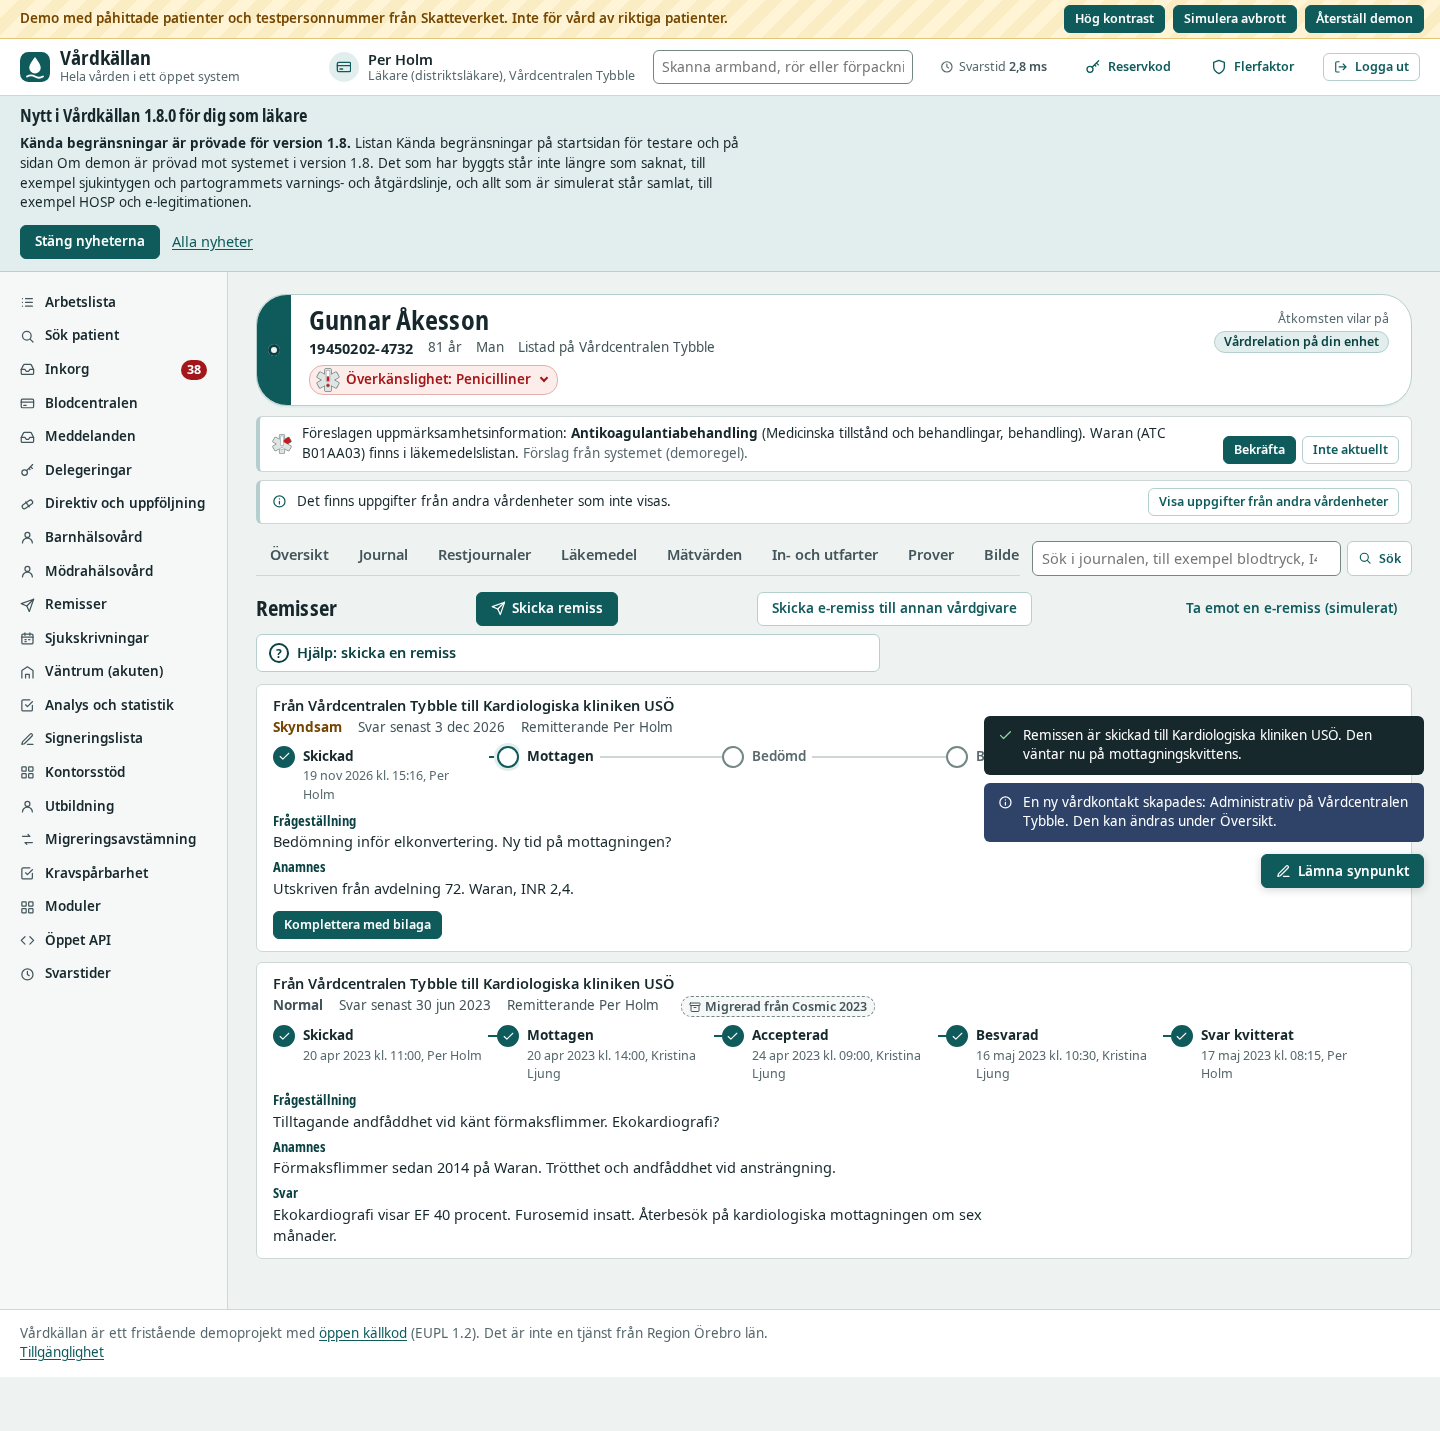 Demo med påhittade patienter och testpersonnummer från Skatteverket. Inte för vård av riktiga patienter.
Hög kontrast
Simulera avbrott
Återställ demon
Vårdkällan
Hela vården i ett öppet system
Per Holm
Läkare (distriktsläkare), Vårdcentralen Tybble
Skanna armband, rör eller förpackni
Svarstid 2,8 ms
Reservkod
Flerfaktor
Logga ut
Nytt i Vårdkällan 1.8.0 för dig som läkare
Kända begränsningar är prövade för version 1.8. Listan Kända begränsningar på startsidan för testare och på
sidan Om demon är prövad mot systemet i version 1.8. Det som har byggts står inte längre som saknat, till
exempel sjukintygen och partogrammets varnings- och åtgärdslinje, och allt som är simulerat står samlat, till
exempel HOSP och e-legitimationen.
Stäng nyheterna
Alla nyheter
Arbetslista
Sök patient
Inkorg 38
Blodcentralen
Meddelanden
Delegeringar
Direktiv och uppföljning
Barnhälsovård
Mödrahälsovård
Remisser
Sjukskrivningar
Väntrum (akuten)
Analys och statistik
Signeringslista
Kontorsstöd
Utbildning
Migreringsavstämning
Kravspårbarhet
Moduler
Öppet API
Svarstider
Gunnar Åkesson
19450202-4732 81 år Man Listad på Vårdcentralen Tybble
Överkänslighet: Penicilliner
Åtkomsten vilar på
Vårdrelation på din enhet
Föreslagen uppmärksamhetsinformation: Antikoagulantiabehandling (Medicinska tillstånd och behandlingar, behandling). Waran (ATC
B01AA03) finns i läkemedelslistan. Förslag från systemet (demoregel).
Bekräfta
Inte aktuellt
Det finns uppgifter från andra vårdenheter som inte visas.
Visa uppgifter från andra vårdenheter
Översikt
Journal
Restjournaler
Läkemedel
Mätvärden
In- och utfarter
Prover
Bilde
Sök i journalen, till exempel blodtryck, I4
Sök
Remisser
Skicka remiss
Skicka e-remiss till annan vårdgivare
Ta emot en e-remiss (simulerat)
? Hjälp: skicka en remiss
Från Vårdcentralen Tybble till Kardiologiska kliniken USÖ
Skyndsam Svar senast 3 dec 2026 Remitterande Per Holm
Skickad
19 nov 2026 kl. 15:16, Per
Holm
Mottagen
Bedömd
B
Remissen är skickad till Kardiologiska kliniken USÖ. Den
väntar nu på mottagningskvittens.
En ny vårdkontakt skapades: Administrativ på Vårdcentralen
Tybble. Den kan ändras under Översikt.
Lämna synpunkt
Frågeställning
Bedömning inför elkonvertering. Ny tid på mottagningen?
Anamnes
Utskriven från avdelning 72. Waran, INR 2,4.
Komplettera med bilaga
Från Vårdcentralen Tybble till Kardiologiska kliniken USÖ
Normal Svar senast 30 jun 2023 Remitterande Per Holm Migrerad från Cosmic 2023
Skickad
20 apr 2023 kl. 11:00, Per Holm
Mottagen
20 apr 2023 kl. 14:00, Kristina
Ljung
Accepterad
24 apr 2023 kl. 09:00, Kristina
Ljung
Besvarad
16 maj 2023 kl. 10:30, Kristina
Ljung
Svar kvitterat
17 maj 2023 kl. 08:15, Per
Holm
Frågeställning
Tilltagande andfåddhet vid känt förmaksflimmer. Ekokardiografi?
Anamnes
Förmaksflimmer sedan 2014 på Waran. Trötthet och andfåddhet vid ansträngning.
Svar
Ekokardiografi visar EF 40 procent. Furosemid insatt. Återbesök på kardiologiska mottagningen om sex
månader.
Vårdkällan är ett fristående demoprojekt med öppen källkod (EUPL 1.2). Det är inte en tjänst från Region Örebro län.
Tillgänglighet